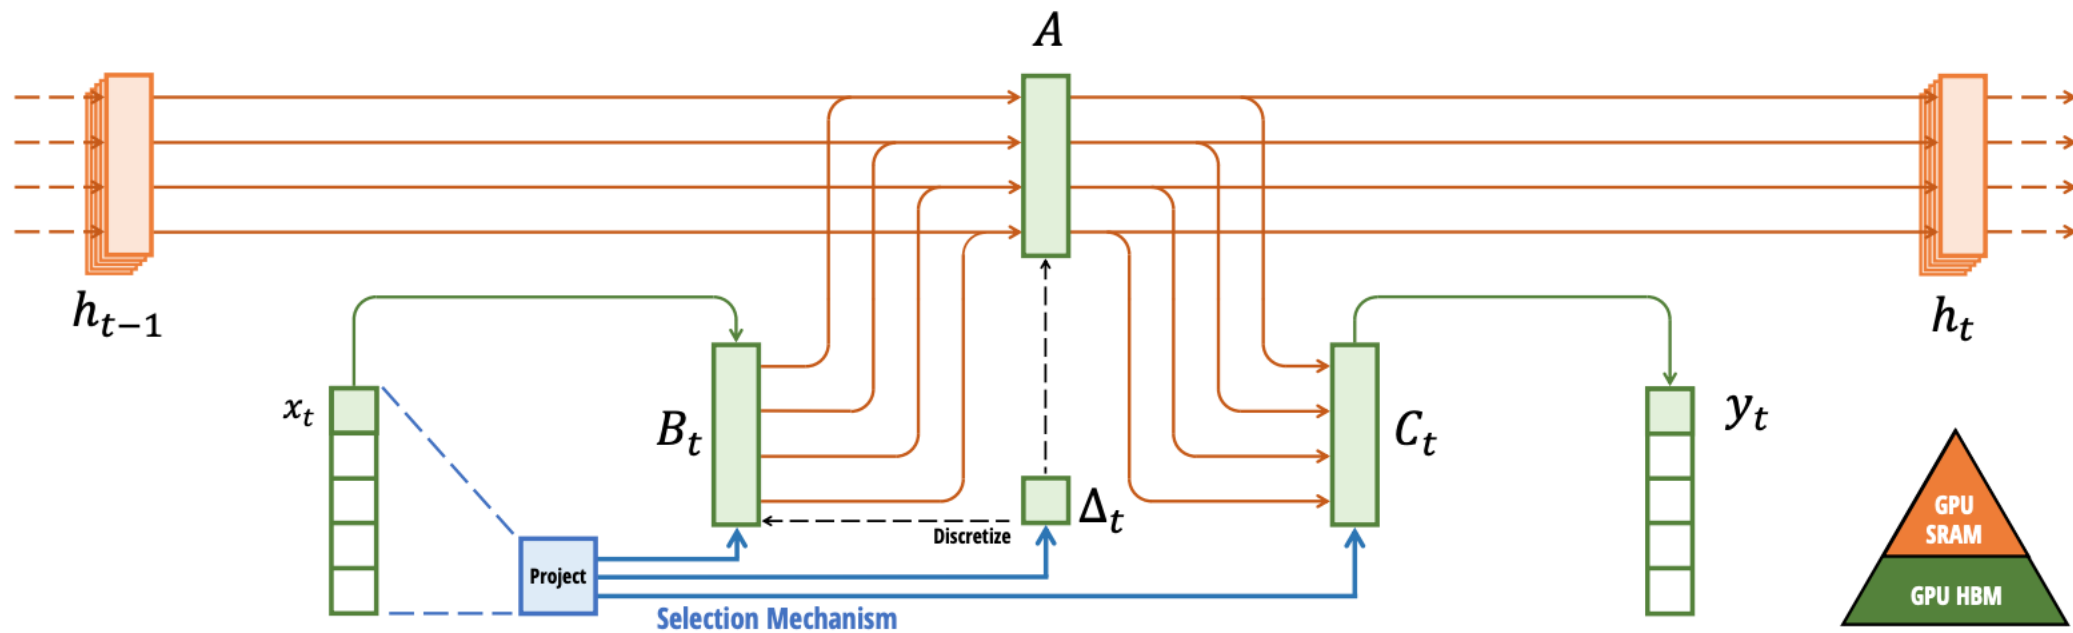 A
h_{t-1}
h_t
x_t
B_t
C_t
y_t
Δ_t
Discretize
Project
Selection Mechanism
GPU
SRAM
GPU HBM